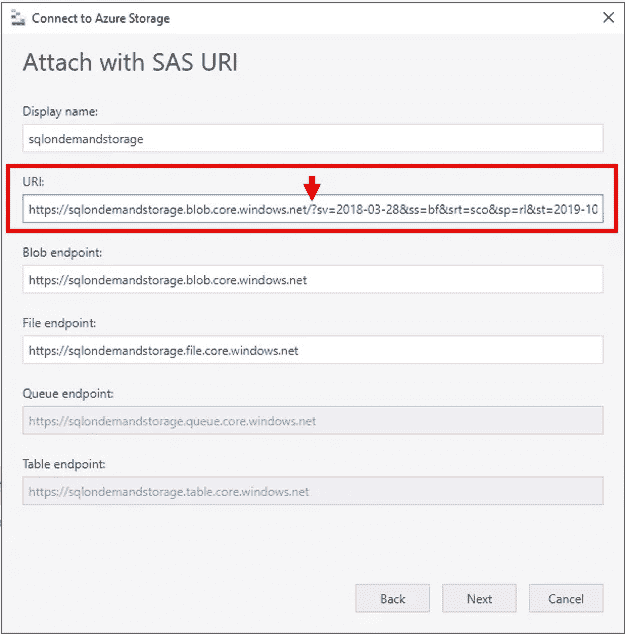 Connect to Azure Storage
Attach with SAS URI
Display name:
sqlondemandstorage
URI:
https://sqlondemandstorage.blob.core.windows.net/?sv=2018-03-28&ss=bf&srt=sco&sp=rl&st=2019-10
Blob endpoint:
https://sqlondemandstorage.blob.core.windows.net
File endpoint:
https://sqlondemandstorage.file.core.windows.net
Queue endpoint:
https://sqlondemandstorage.queue.core.windows.net
Table endpoint:
https://sqlondemandstorage.table.core.windows.net
Back Next Cancel